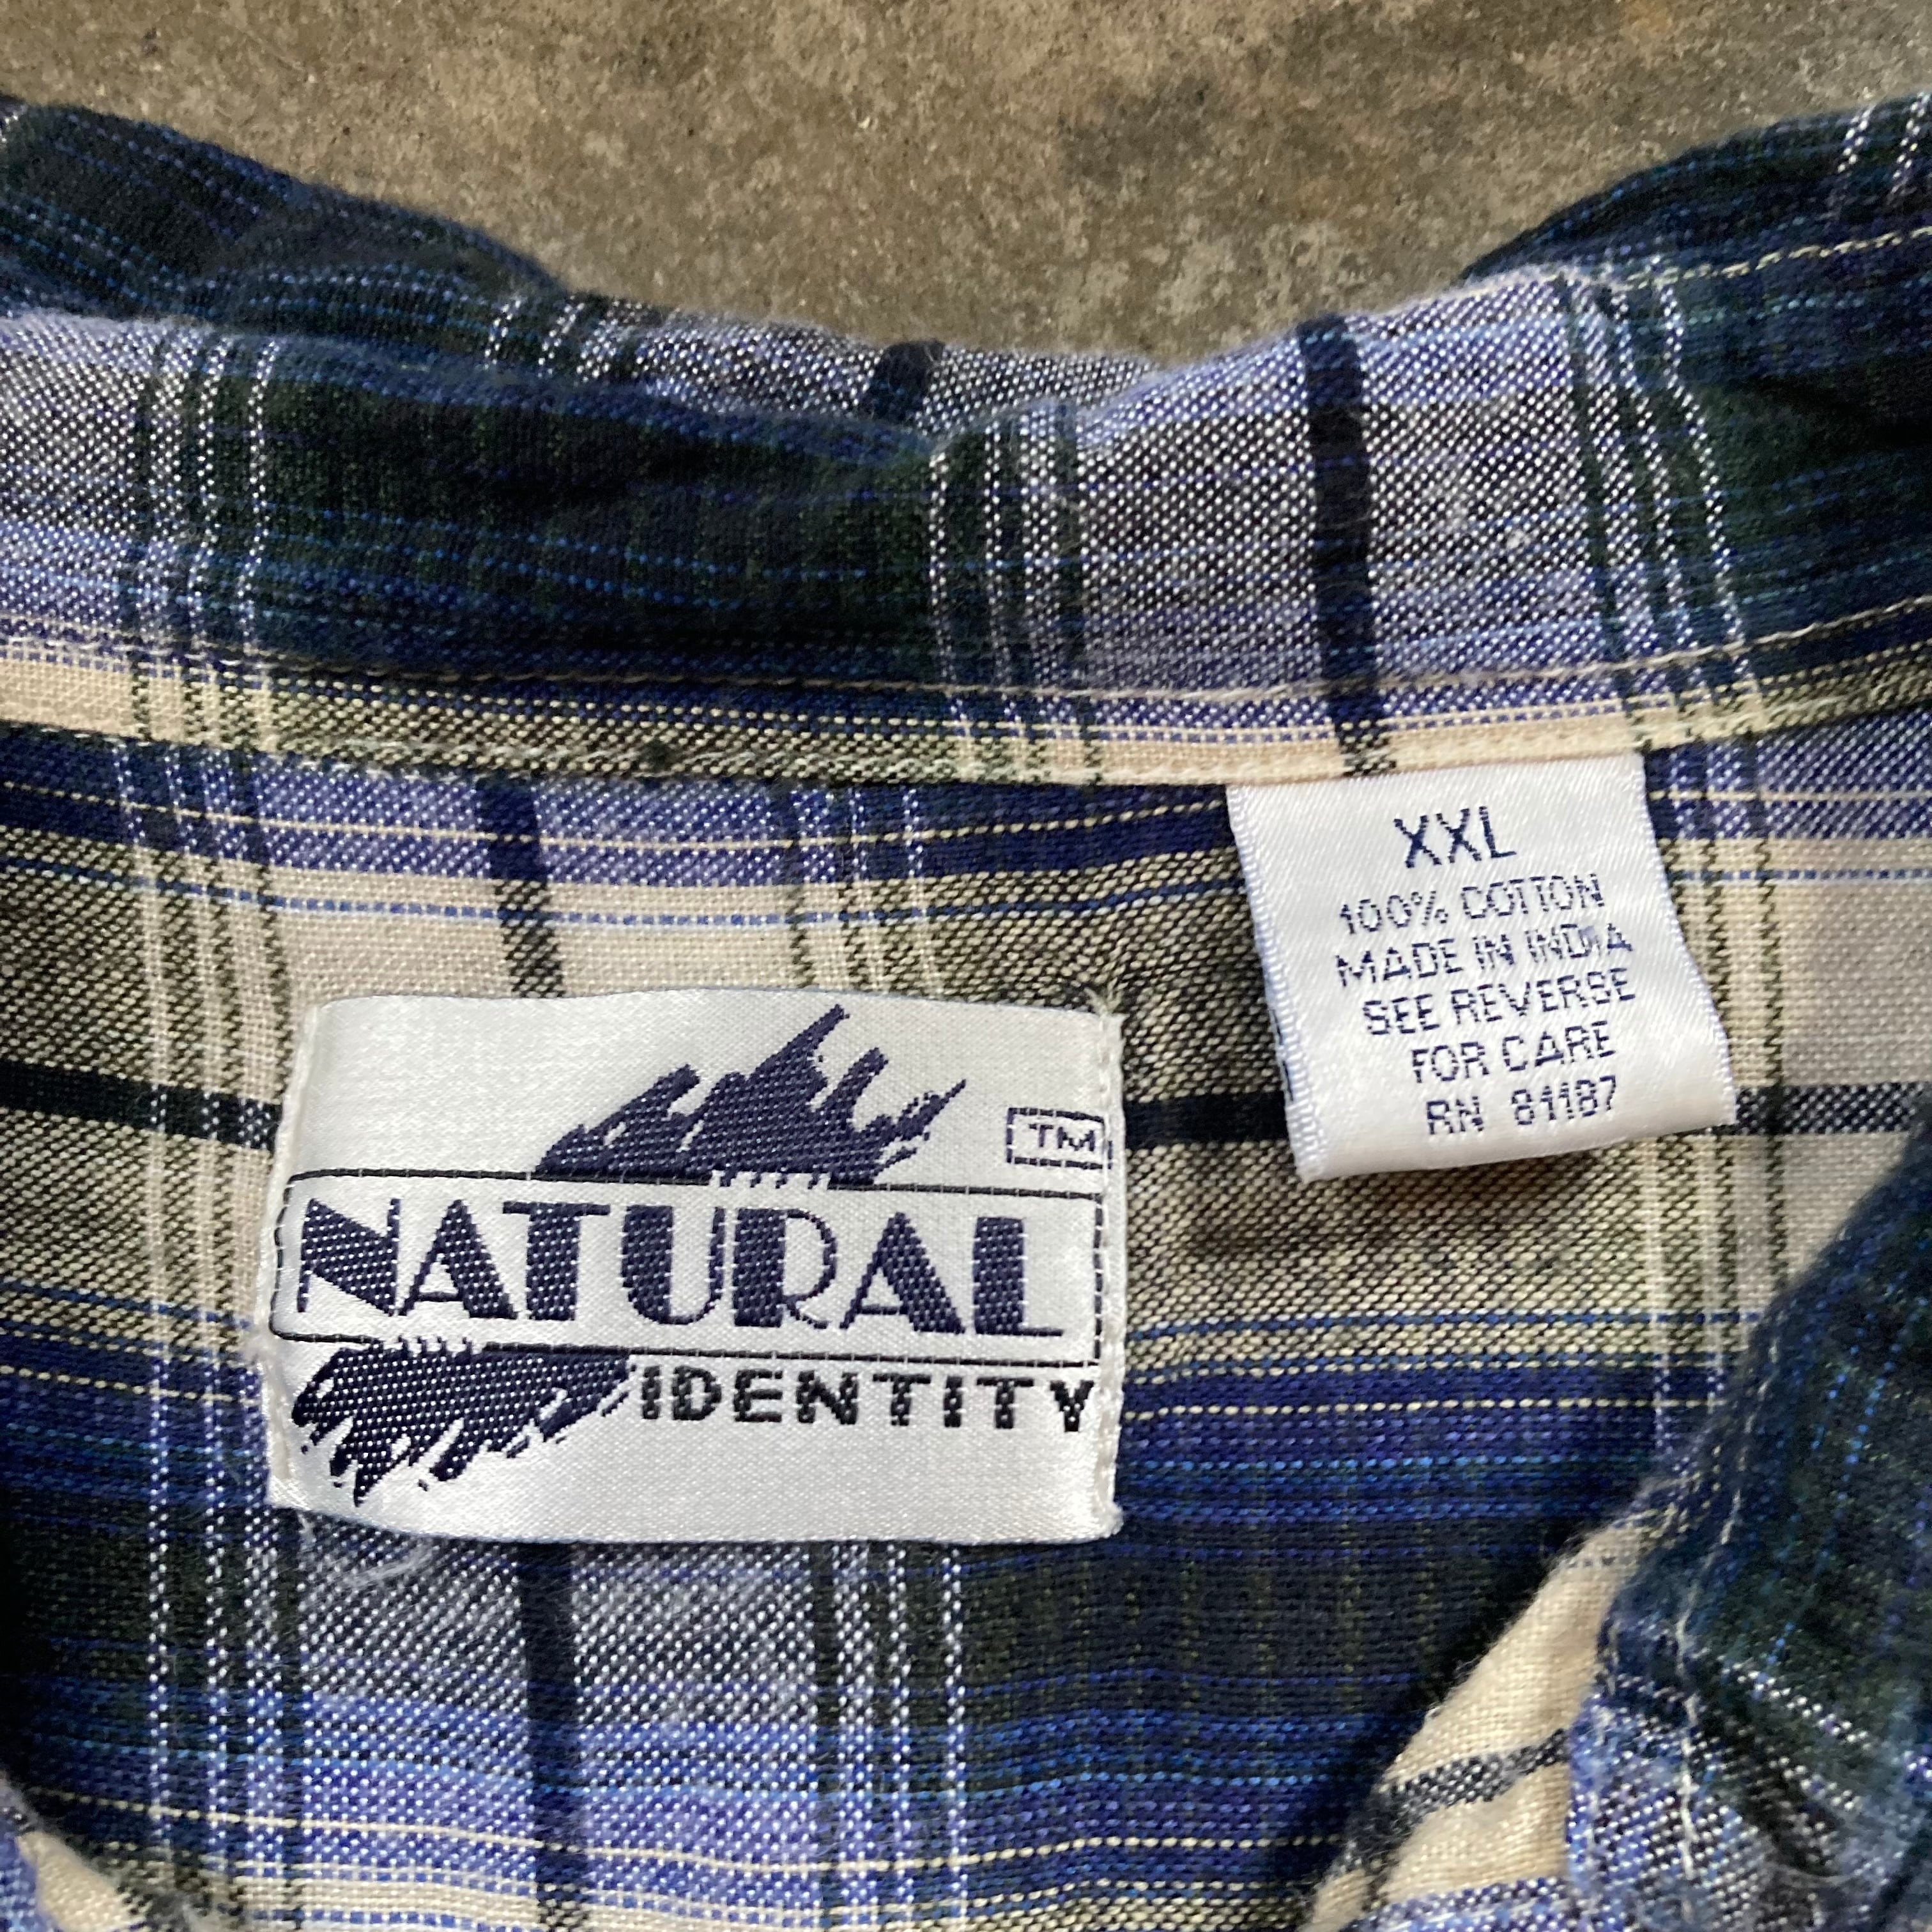 XXL
100% COTTON
MADE IN INDIA
SEE REVERSE
FOR CARE
RN 81187
TM
NATURAL
IDENTITY